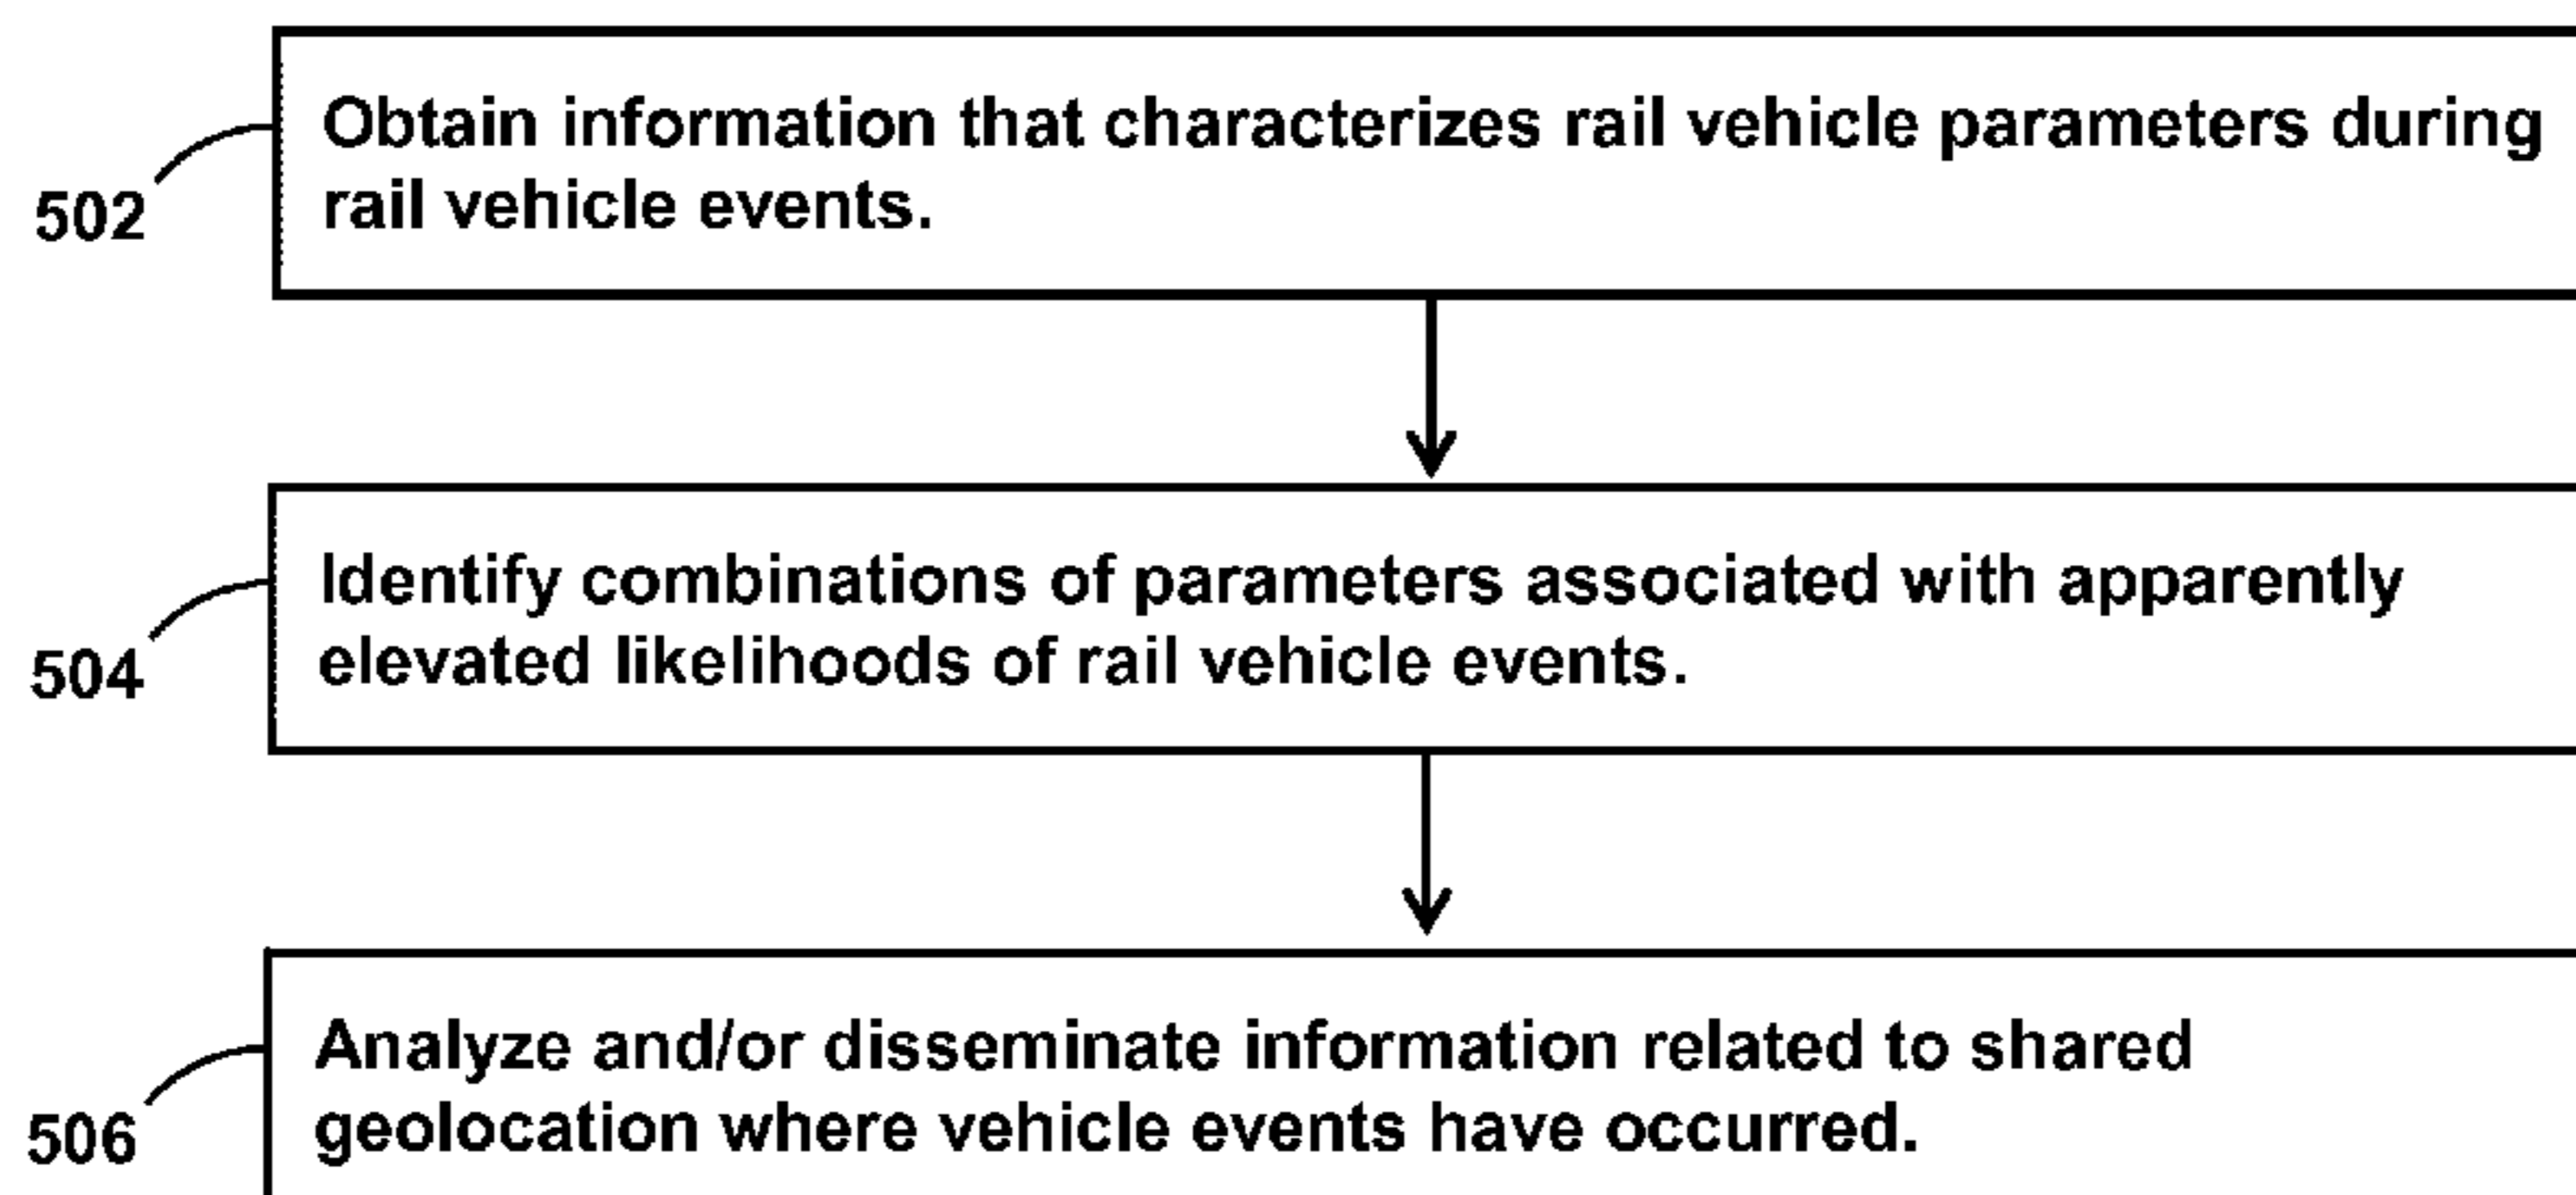 Obtain information that characterizes rail vehicle parameters during
rail vehicle events.
502
Identify combinations of parameters associated with apparently
elevated likelihoods of rail vehicle events.
504
Analyze and/or disseminate information related to shared
geolocation where vehicle events have occurred.
506